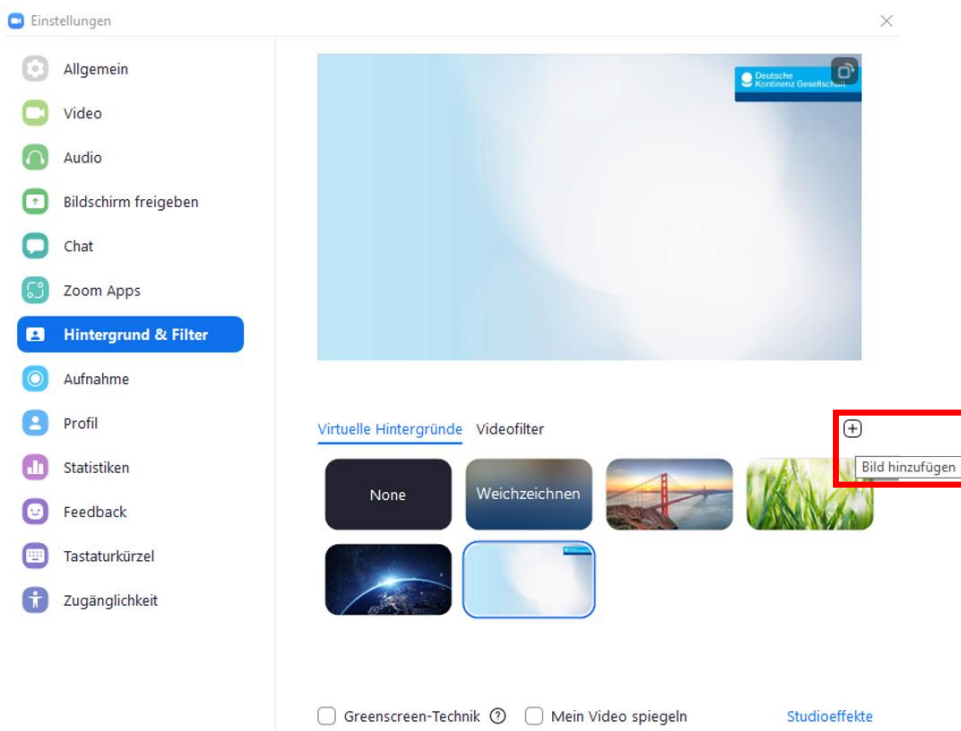 Einstellungen
Allgemein
Video
Audio
Bildschirm freigeben
Chat
Zoom Apps
Hintergrund & Filter
Aufnahme
Profil
Statistiken
Feedback
Tastaturkürzel
Zugänglichkeit
Deutsche
Kontinenz Gesellschaft
Virtuelle Hintergründe Videofilter
Bild hinzufügen
None
Weichzeichnen
Greenscreen-Technik ? Mein Video spiegeln Studioeffekte